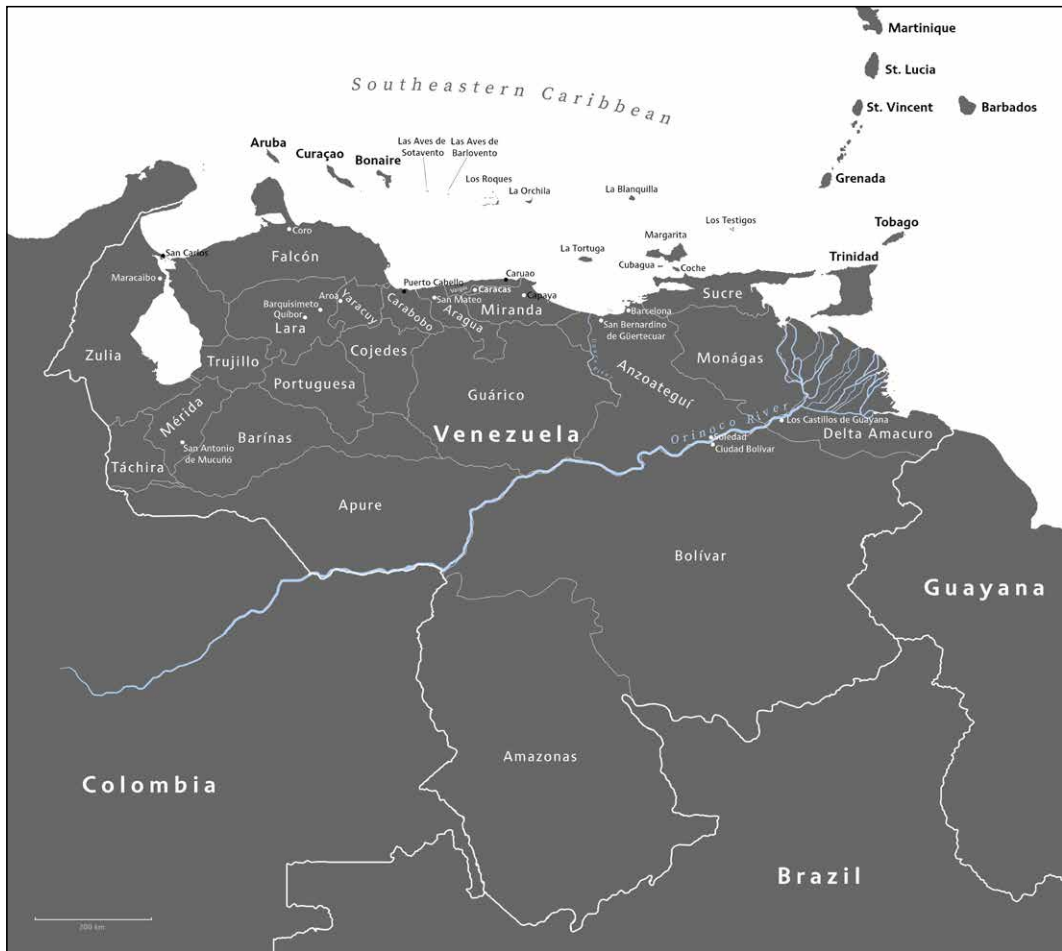 Martinique
St. Lucia
Southeastern Caribbean
St. Vincent
Barbados
Aruba
Curaçao
Bonaire
Las Aves de
Sotavento
Las Aves de
Barlovento
Los Roques
La Orchila
La Blanquilla
Grenada
Los Testigos
Tobago
Coro
Margarita
La Tortuga
Cubagua
Coche
Trinidad
San Carlos
Falcón
Maracaibo
Caruao
Puerto Cabello
Caracas
San Mateo
Capaya
Sucre
Aroa
Yaracuy
Carabobo
Aragua
Miranda
Barquisimeto
Quíbor
Lara
Barcelona
San Bernardino
de Güertecuar
Zulia
Trujillo
Cojedes
Monágas
Portuguesa
Guárico
Anzoateguí
Mérida
Barínas
Venezuela
Orinoco River
Los Castillos de Guayana
Delta Amacuro
San Antonio
de Mucuñó
Soledad
Ciudad Bolívar
Táchira
Apure
Bolívar
Guayana
Amazonas
Colombia
Brazil
200 km